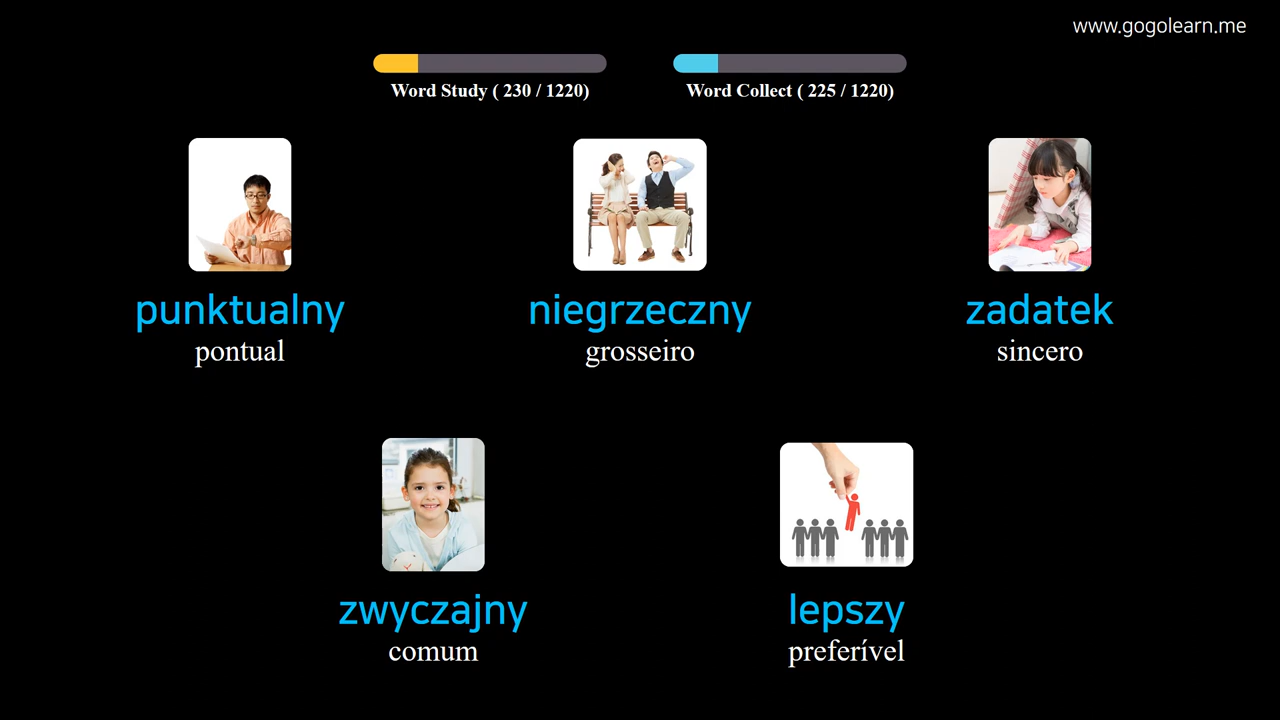 www.gogolearn.me
Word Study ( 230 / 1220)
Word Collect ( 225 / 1220)
punktualny
pontual
niegrzeczny
grosseiro
zadatek
sincero
zwyczajny
comum
lepszy
preferível